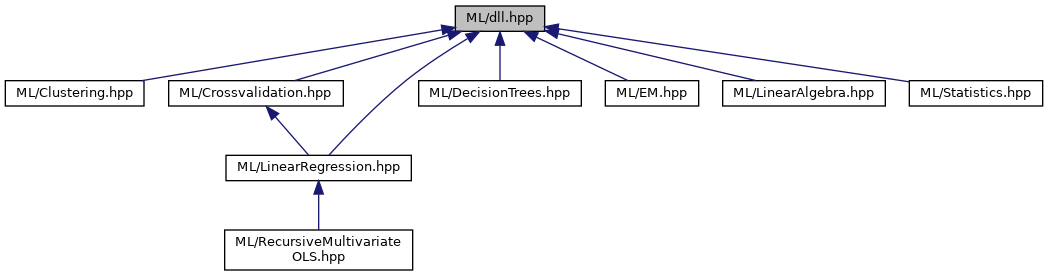 ML/dll.hpp
ML/Clustering.hpp
ML/Crossvalidation.hpp
ML/DecisionTrees.hpp
ML/EM.hpp
ML/LinearAlgebra.hpp
ML/Statistics.hpp
ML/LinearRegression.hpp
ML/RecursiveMultivariate
OLS.hpp